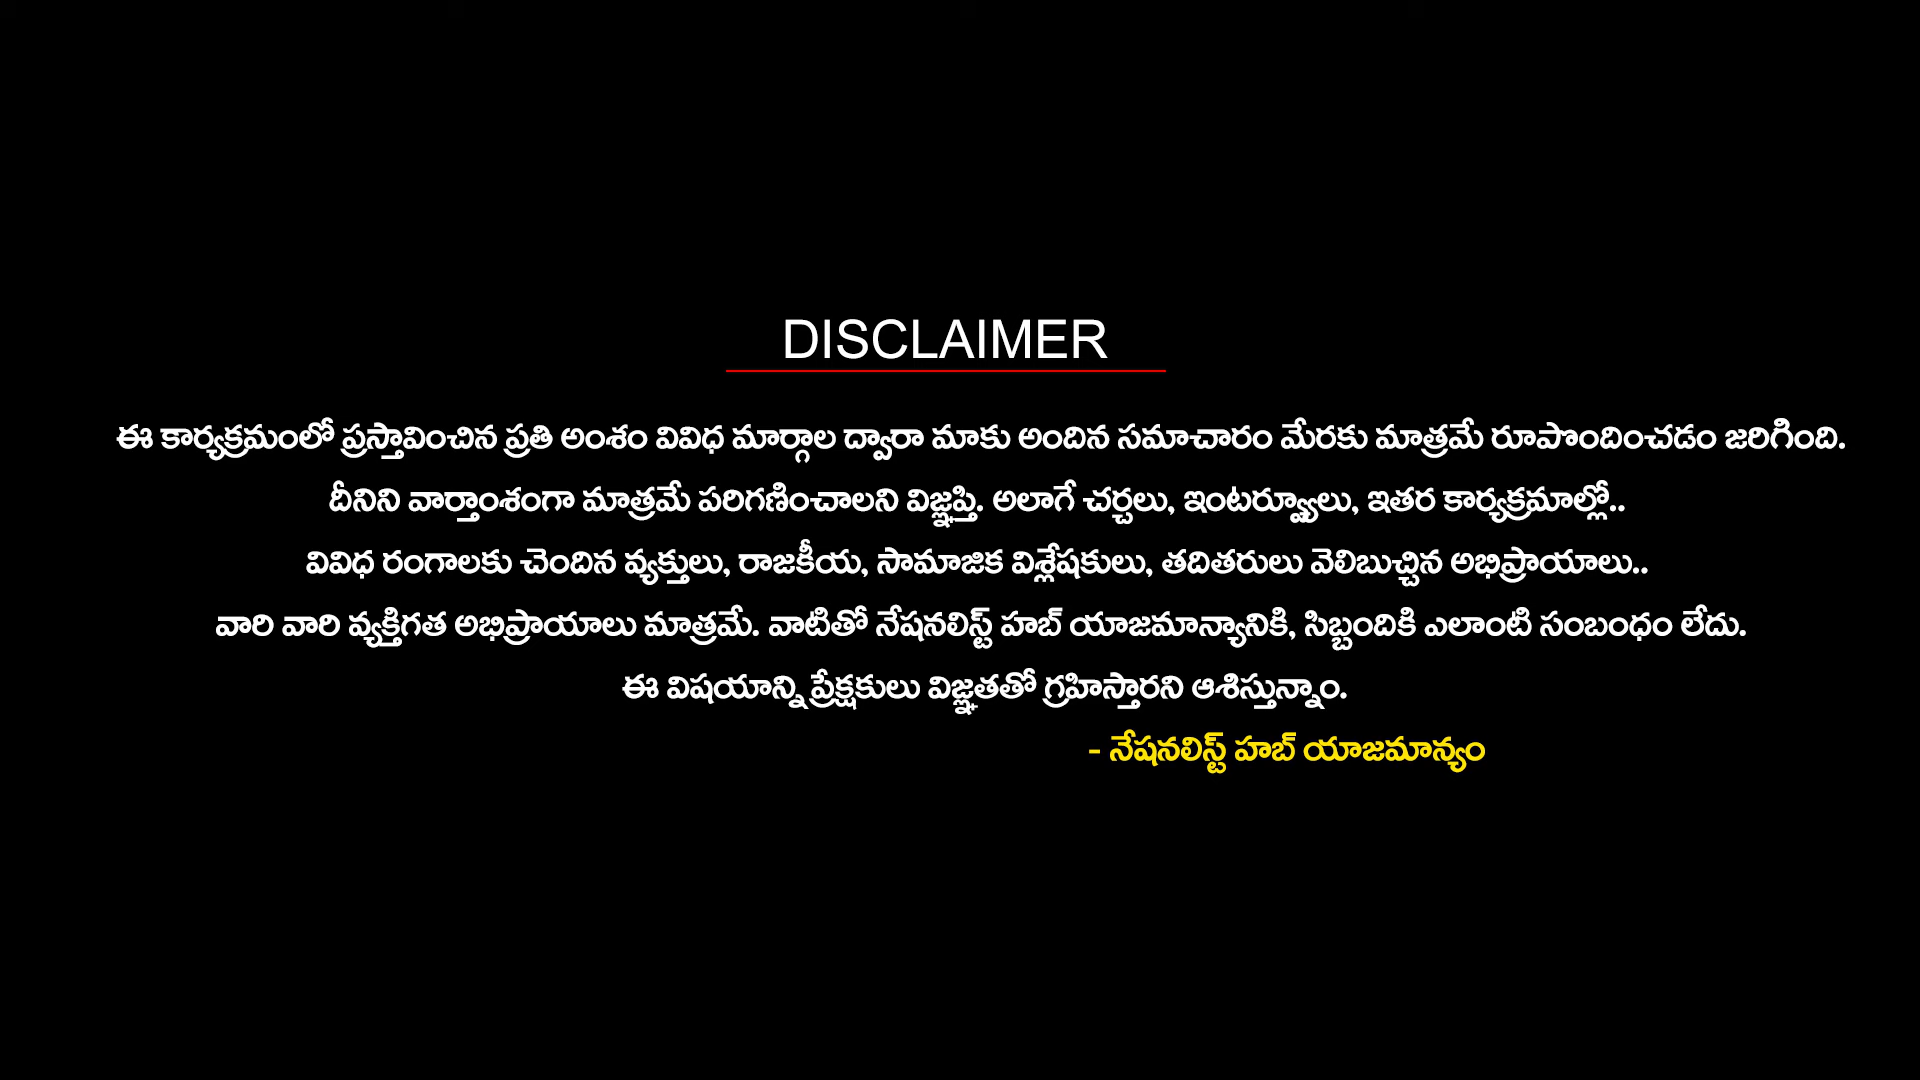 DISCLAIMER
ఈ కార్యక్రమంలో ప్రస్తావించిన ప్రతి అంశం వివిధ మార్గాల ద్వారా మాకు అందిన సమాచారం మేరకు మాత్రమే రూపొందించడం జరిగింది.
దీనిని వార్తాంశంగా మాత్రమే పరిగణించాలని విజ్ఞప్తి. అలాగే చర్చలు, ఇంటర్వ్యూలు, ఇతర కార్యక్రమాల్లో..
వివిధ రంగాలకు చెందిన వ్యక్తులు, రాజకీయ, సామాజిక విశ్లేషకులు, తదితరులు వెలిబుచ్చిన అభిప్రాయాలు..
వారి వారి వ్యక్తిగత అభిప్రాయాలు మాత్రమే. వాటితో నేషనలిస్ట్ హబ్ యాజమాన్యానికి, సిబ్బందికి ఎలాంటి సంబంధం లేదు.
ఈ విషయాన్ని ప్రేక్షకులు విజ్ఞతతో గ్రహిస్తారని ఆశిస్తున్నాం.
- నేషనలిస్ట్ హబ్ యాజమాన్యం